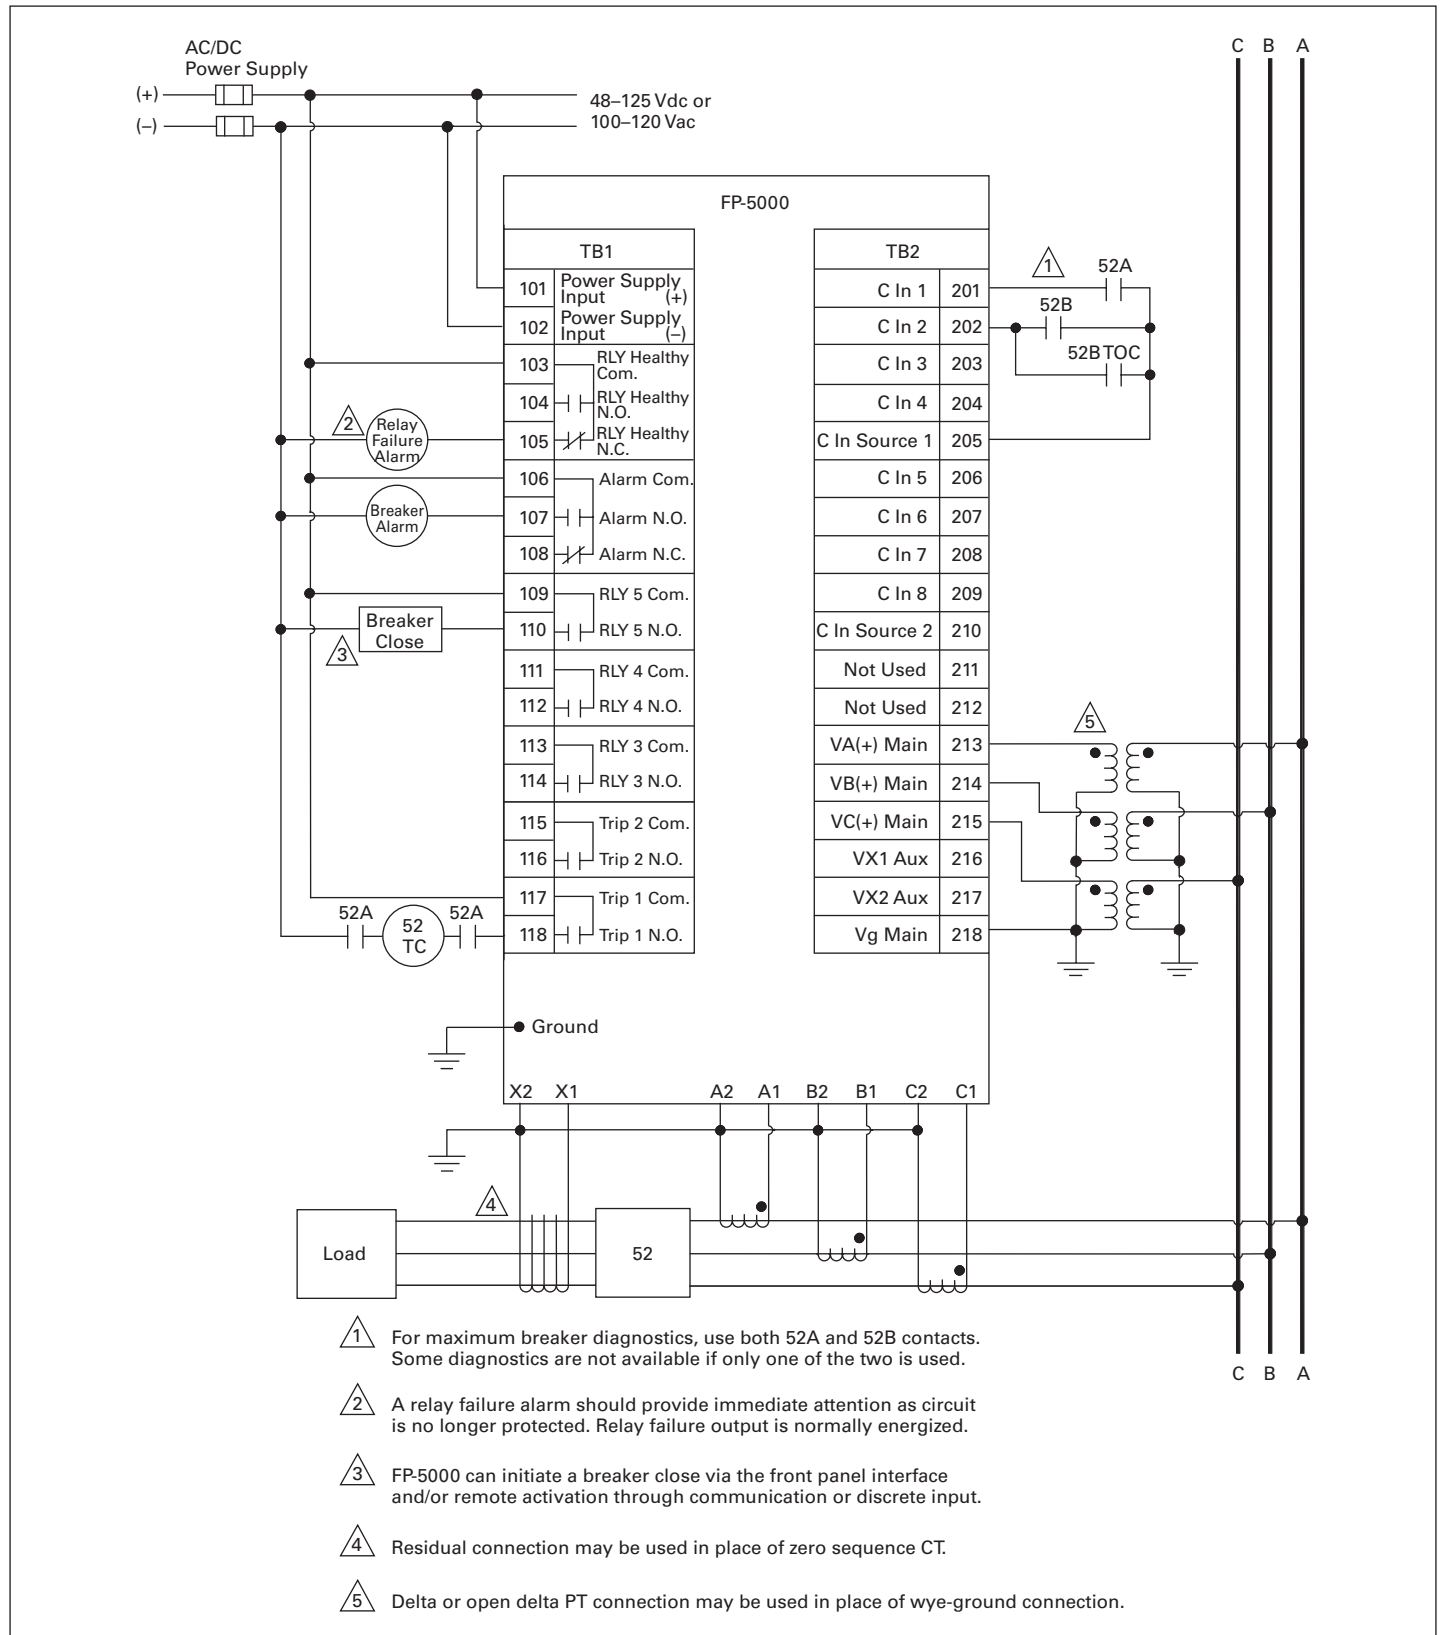 AC/DC
Power Supply
(+)
(–)
48–125 Vdc or
100–120 Vac
C B A
FP-5000
TB1
101 Power Supply Input (+)
102 Power Supply Input (–)
103 RLY Healthy Com.
104 RLY Healthy N.O.
105 RLY Healthy N.C.
106 Alarm Com.
107 Alarm N.O.
108 Alarm N.C.
109 RLY 5 Com.
110 RLY 5 N.O.
111 RLY 4 Com.
112 RLY 4 N.O.
113 RLY 3 Com.
114 RLY 3 N.O.
115 Trip 2 Com.
116 Trip 2 N.O.
117 Trip 1 Com.
118 Trip 1 N.O.
2
Relay
Failure
Alarm
Breaker
Alarm
Breaker
Close
3
52A
52
TC
52A
TB2
C In 1 201
C In 2 202
C In 3 203
C In 4 204
C In Source 1 205
C In 5 206
C In 6 207
C In 7 208
C In 8 209
C In Source 2 210
Not Used 211
Not Used 212
VA(+) Main 213
VB(+) Main 214
VC(+) Main 215
VX1 Aux 216
VX2 Aux 217
Vg Main 218
1
52A
52B
52B TOC
5
Ground
X2 X1 A2 A1 B2 B1 C2 C1
4
Load
52
C B A
1 For maximum breaker diagnostics, use both 52A and 52B contacts.
Some diagnostics are not available if only one of the two is used.
2 A relay failure alarm should provide immediate attention as circuit
is no longer protected. Relay failure output is normally energized.
3 FP-5000 can initiate a breaker close via the front panel interface
and/or remote activation through communication or discrete input.
4 Residual connection may be used in place of zero sequence CT.
5 Delta or open delta PT connection may be used in place of wye-ground connection.